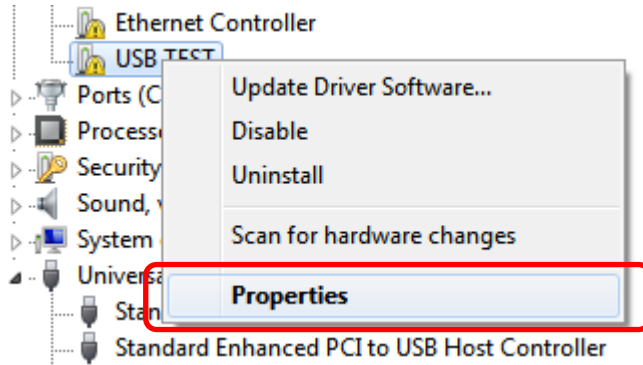 Ethernet Controller
USB TEST
Update Driver Software...
Ports (C
Disable
Process
Uninstall
Security
Sound,
Scan for hardware changes
System
Properties
Universa
Stan
Standard Enhanced PCI to USB Host Controller